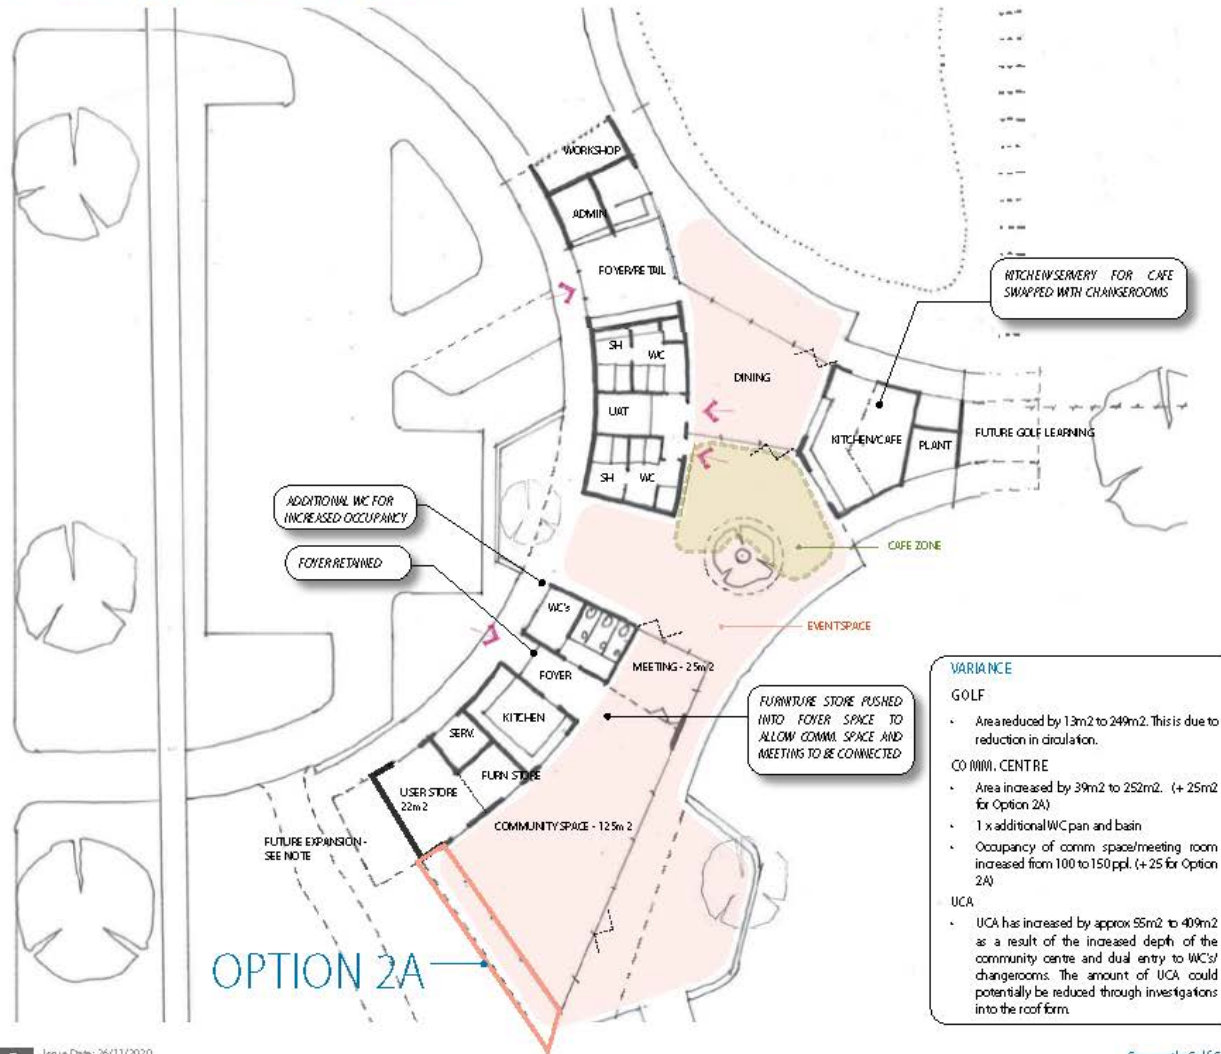 WORKSHOP
ADMIN
FOYER/RETAIL
KITCHEN/SERVERY FOR CAFE
SWAPPED WITH CHANGEROOMS
SH
WC
DINING
UAT
KITCHEN/CAFE
PLANT
FUTURE GOLF LEARNING
SH
WC
ADDITIONAL WC FOR
INCREASED OCCUPANCY
CAFE ZONE
FOYER RETAINED
WC's
EVENT SPACE
MEETING - 25m2
FOYER
VARIANCE
GOLF
• Area reduced by 13m2 to 249m2. This is due to
reduction in circulation.
COMM. CENTRE
• Area increased by 39m2 to 252m2. (+ 25m2
for Option 2A)
• 1 x additional WC pan and basin
• Occupancy of comm space/meeting room
increased from 100 to 150 ppl. (+ 25 for Option
2A)
UCA
• UCA has increased by approx 55m2 to 409m2
as a result of the increased depth of the
community centre and dual entry to WC's/
changerooms. The amount of UCA could
potentially be reduced through investigations
into the roof form.
FURNITURE STORE PUSHED
INTO FOYER SPACE TO
ALLOW COMM. SPACE AND
MEETING TO BE CONNECTED
KITCHEN
SERV.
FURN STORE
USER STORE
22m2
COMMUNITY SPACE - 125m2
FUTURE EXPANSION -
SEE NOTE
OPTION 2A
Issue Date: 26/11/2020